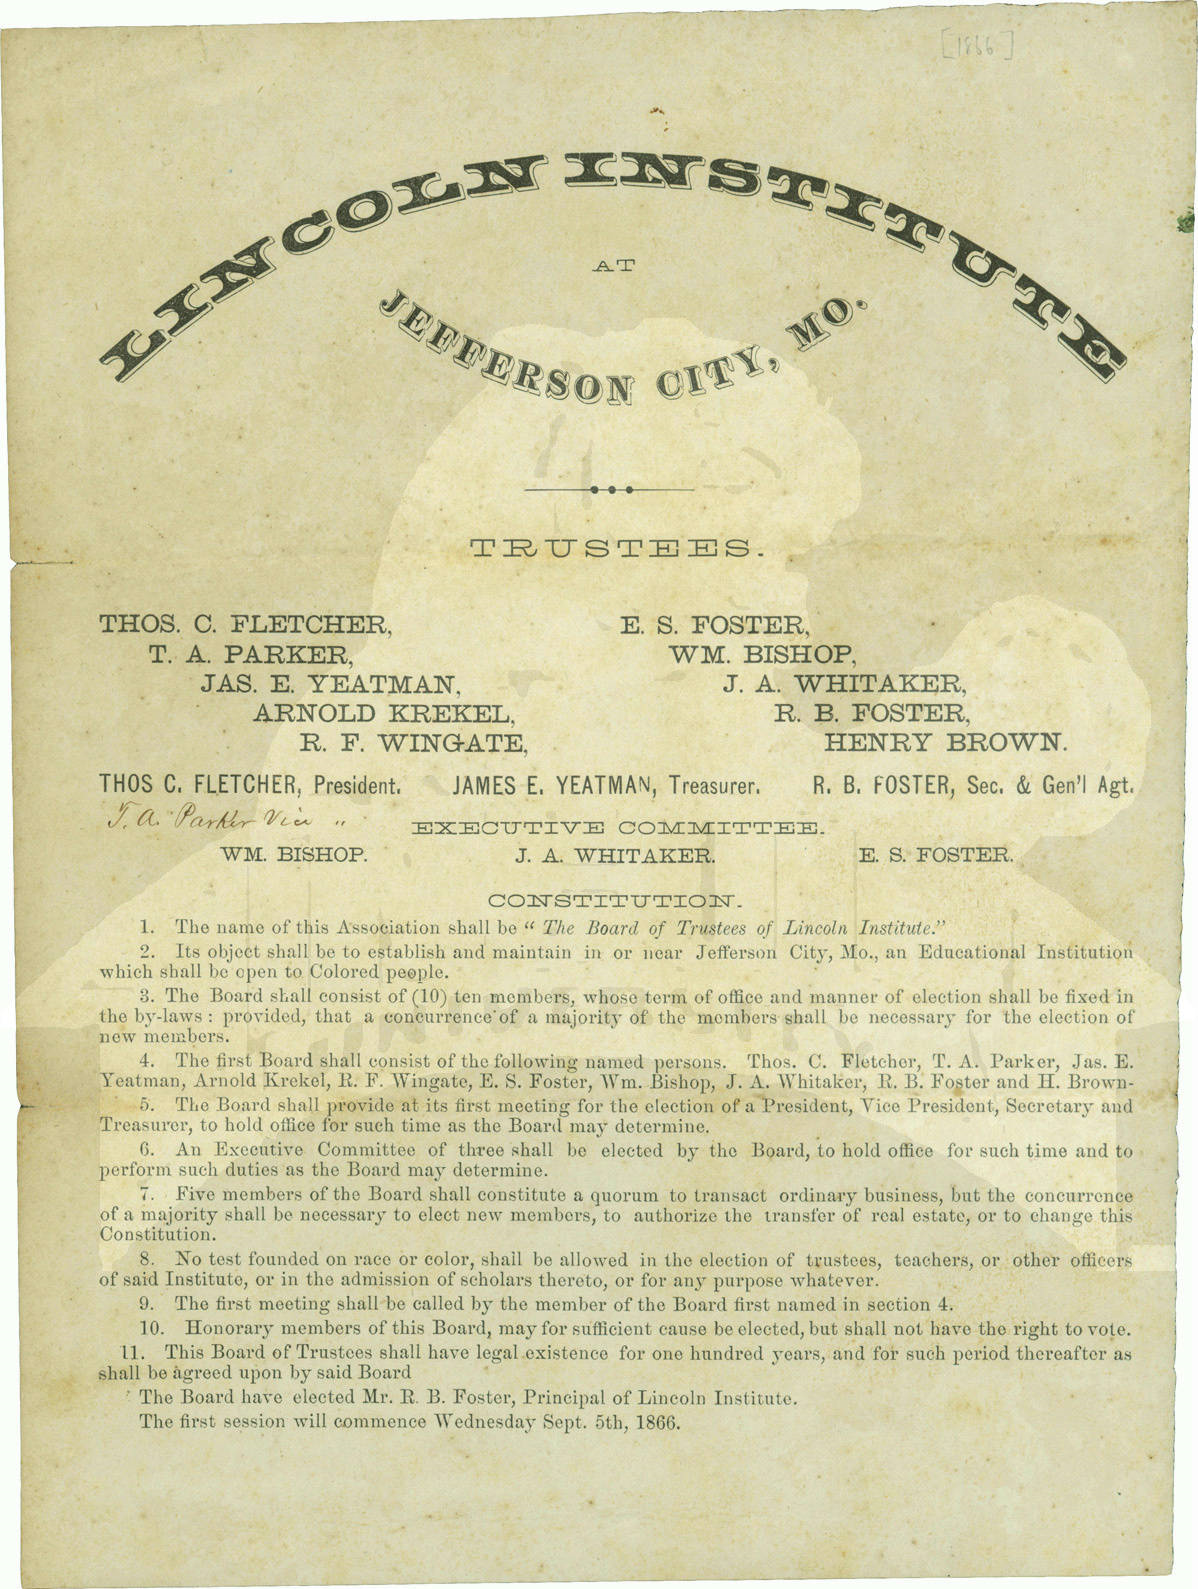 [1866]
LINCOLN INSTITUTE
AT
JEFFERSON CITY, MO.
TRUSTEES.
THOS. C. FLETCHER,
T. A. PARKER,
JAS. E. YEATMAN,
ARNOLD KREKEL,
R. F. WINGATE,
E. S. FOSTER,
WM. BISHOP,
J. A. WHITAKER,
R. B. FOSTER,
HENRY BROWN.
THOS C. FLETCHER, President. JAMES E. YEATMAN, Treasurer. R. B. FOSTER, Sec. & Gen'l Agt.
T. A. Parker Vice "
EXECUTIVE COMMITTEE.
WM. BISHOP. J. A. WHITAKER. E. S. FOSTER.
CONSTITUTION.
1. The name of this Association shall be " The Board of Trustees of Lincoln Institute."
2. Its object shall be to establish and maintain in or near Jefferson City, Mo., an Educational Institution
which shall be open to Colored people.
3. The Board shall consist of (10) ten members, whose term of office and manner of election shall be fixed in
the by-laws : provided, that a concurrence of a majority of the members shall be necessary for the election of
new members.
4. The first Board shall consist of the following named persons. Thos. C. Fletcher, T. A. Parker, Jas. E.
Yeatman, Arnold Krekel, R. F. Wingate, E. S. Foster, Wm. Bishop, J. A. Whitaker, R. B. Foster and H. Brown-
5. The Board shall provide at its first meeting for the election of a President, Vice President, Secretary and
Treasurer, to hold office for such time as the Board may determine.
6. An Executive Committee of three shall be elected by the Board, to hold office for such time and to
perform such duties as the Board may determine.
7. Five members of the Board shall constitute a quorum to transact ordinary business, but the concurrence
of a majority shall be necessary to elect new members, to authorize the transfer of real estate, or to change this
Constitution.
8. No test founded on race or color, shall be allowed in the election of trustees, teachers, or other officers
of said Institute, or in the admission of scholars thereto, or for any purpose whatever.
9. The first meeting shall be called by the member of the Board first named in section 4.
10. Honorary members of this Board, may for sufficient cause be elected, but shall not have the right to vote.
11. This Board of Trustees shall have legal existence for one hundred years, and for such period thereafter as
shall be agreed upon by said Board
The Board have elected Mr. R. B. Foster, Principal of Lincoln Institute.
The first session will commence Wednesday Sept. 5th, 1866.